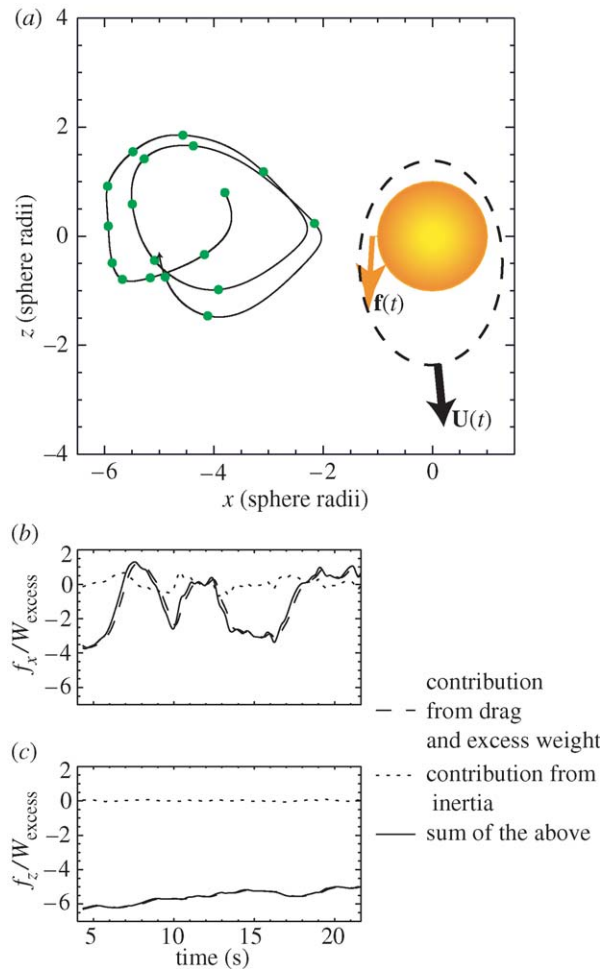 (a)
4
2
0
−2
−4
z (sphere radii)
f(t)
U(t)
−6 −4 −2 0
x (sphere radii)
(b)
2
0
−2
−4
−6
fx/Wexcess
contribution
from drag
and excess weight
contribution from
inertia
sum of the above
(c)
2
0
−2
−4
−6
fz/Wexcess
5 10 15 20
time (s)